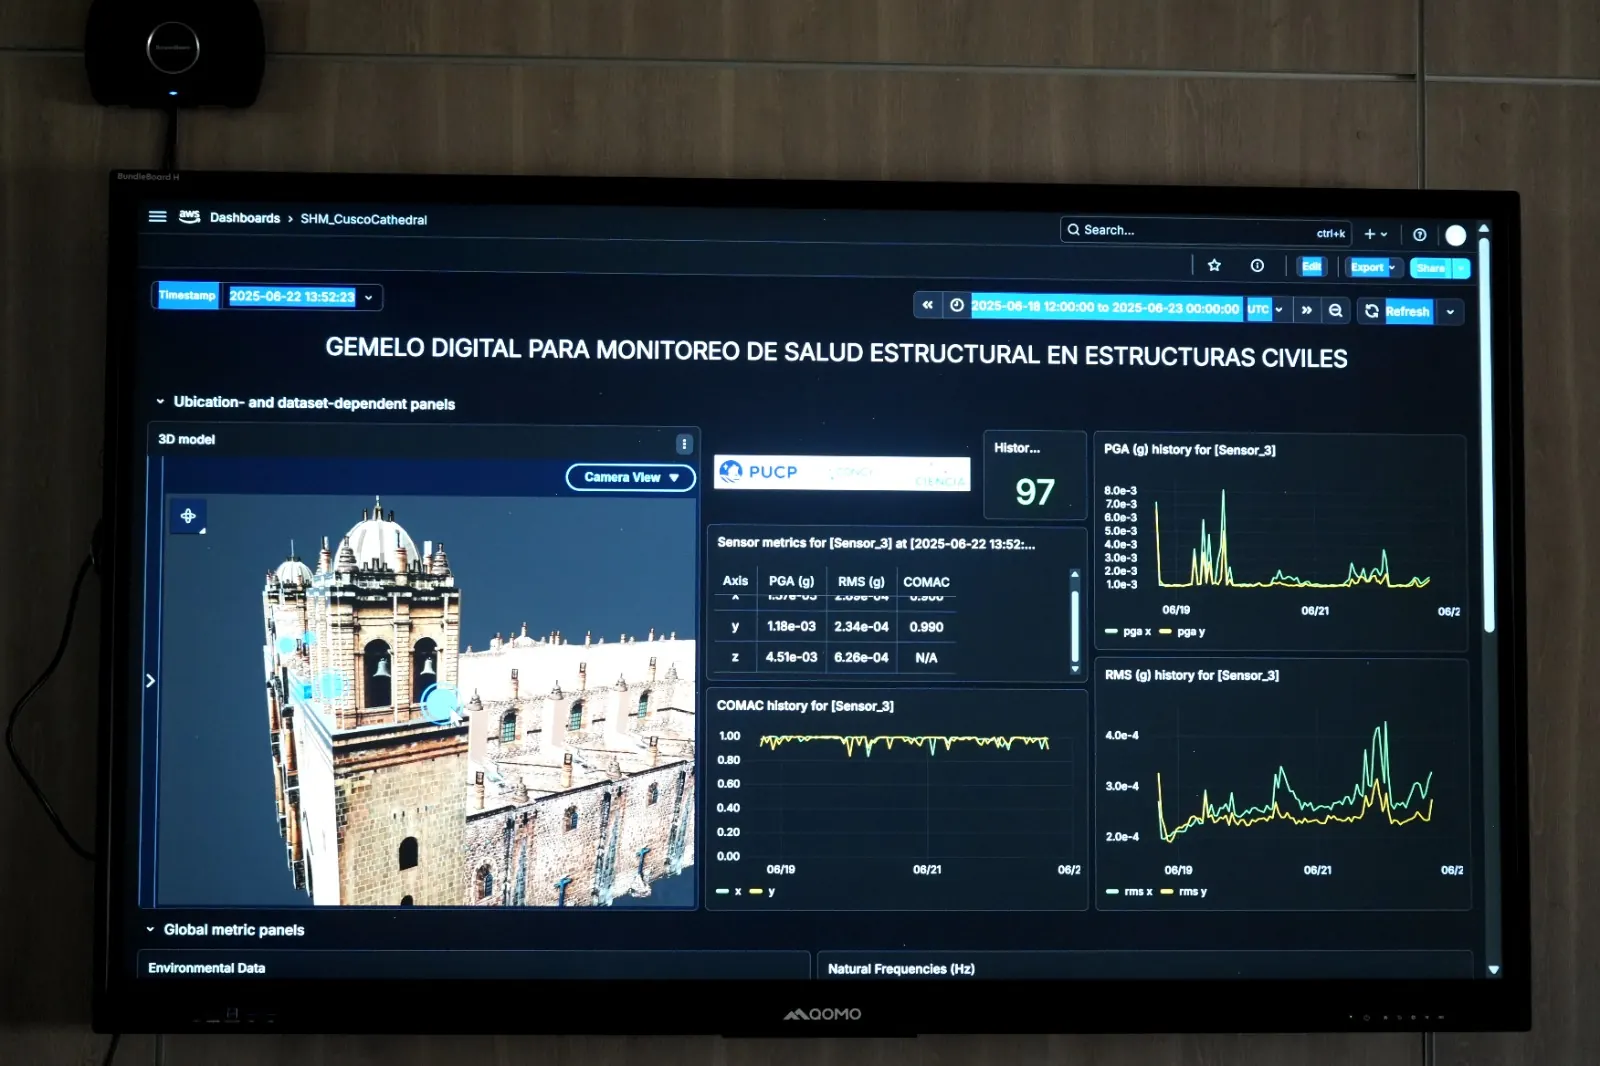 BundleBoard H
aws Dashboards › SHM_CuscoCathedral
Search... ctrl+k
Edit Export Share
Timestamp 2025-06-22 13:52:23
2025-06-18 12:00:00 to 2025-06-23 00:00:00 UTC Refresh
GEMELO DIGITAL PARA MONITOREO DE SALUD ESTRUCTURAL EN ESTRUCTURAS CIVILES
Ubication- and dataset-dependent panels
3D model
Camera View
PUCP
CIENCIA
Histor...
97
Sensor metrics for [Sensor_3] at [2025-06-22 13:52:...
Axis PGA (g) RMS (g) COMAC
y 1.18e-03 2.34e-04 0.990
z 4.51e-03 6.26e-04 N/A
COMAC history for [Sensor_3]
1.00
0.80
0.60
0.40
0.20
0.00
06/19 06/21 06/2
x y
PGA (g) history for [Sensor_3]
8.0e-3
7.0e-3
6.0e-3
5.0e-3
4.0e-3
3.0e-3
2.0e-3
1.0e-3
06/19 06/21 06/2
pga x pga y
RMS (g) history for [Sensor_3]
4.0e-4
3.0e-4
2.0e-4
06/19 06/21 06/2
rms x rms y
Global metric panels
Environmental Data
Natural Frequencies (Hz)
QOMO